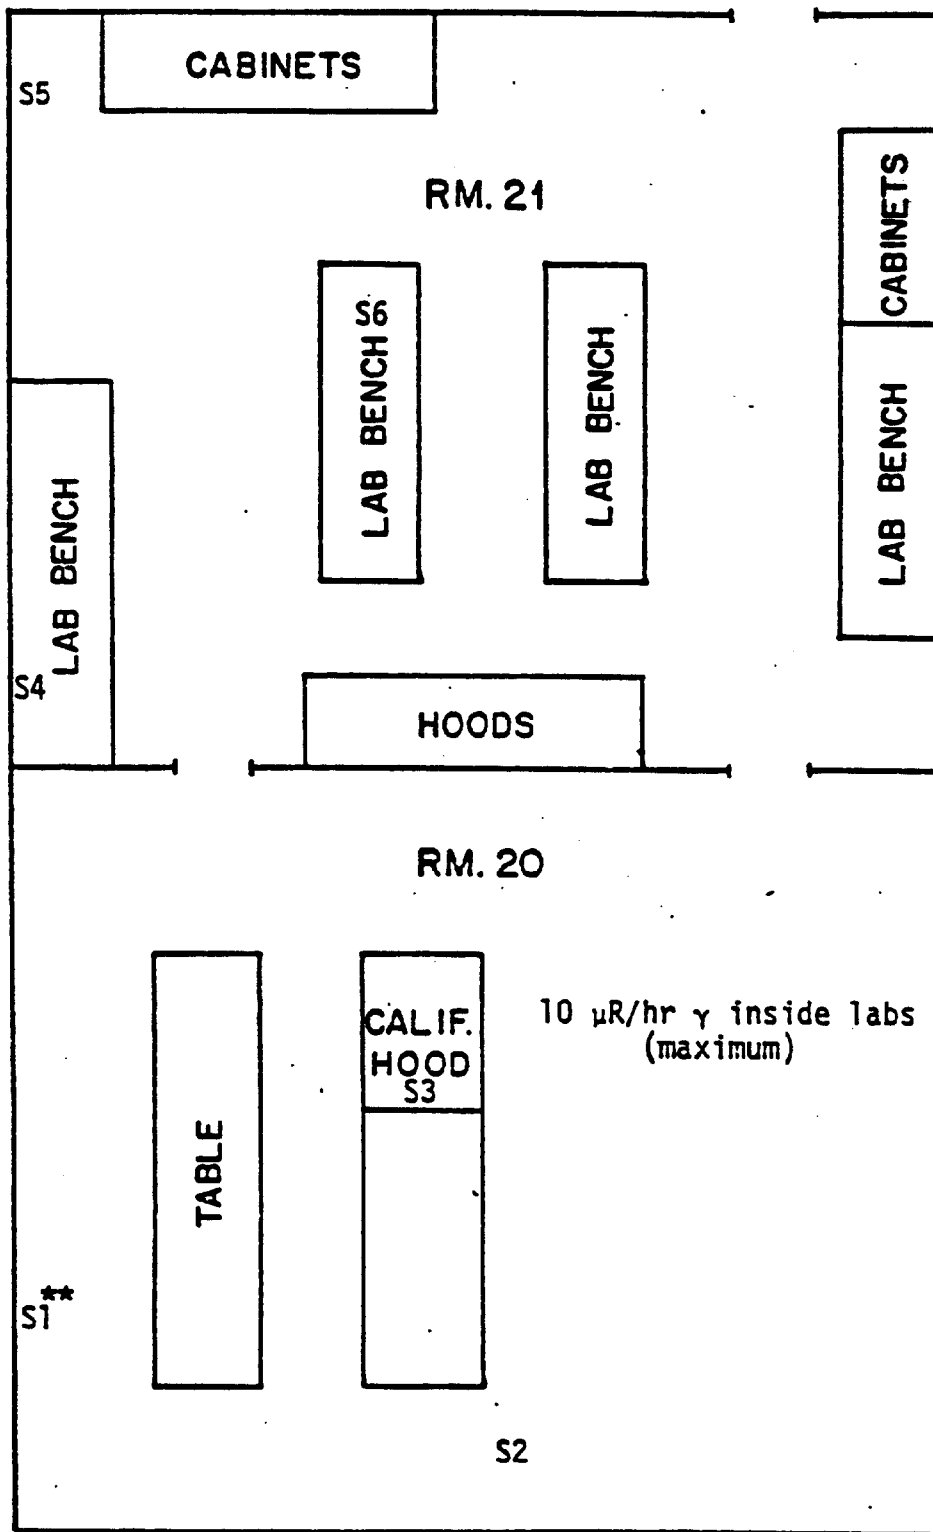 CABINETS
S5
RM. 21
CABINETS
S6
LAB BENCH
LAB BENCH
LAB BENCH
LAB BENCH
S4
HOODS
RM. 20
CALIF.
HOOD
S3
10 μR/hr γ inside labs
(maximum)
TABLE
S1**
S2